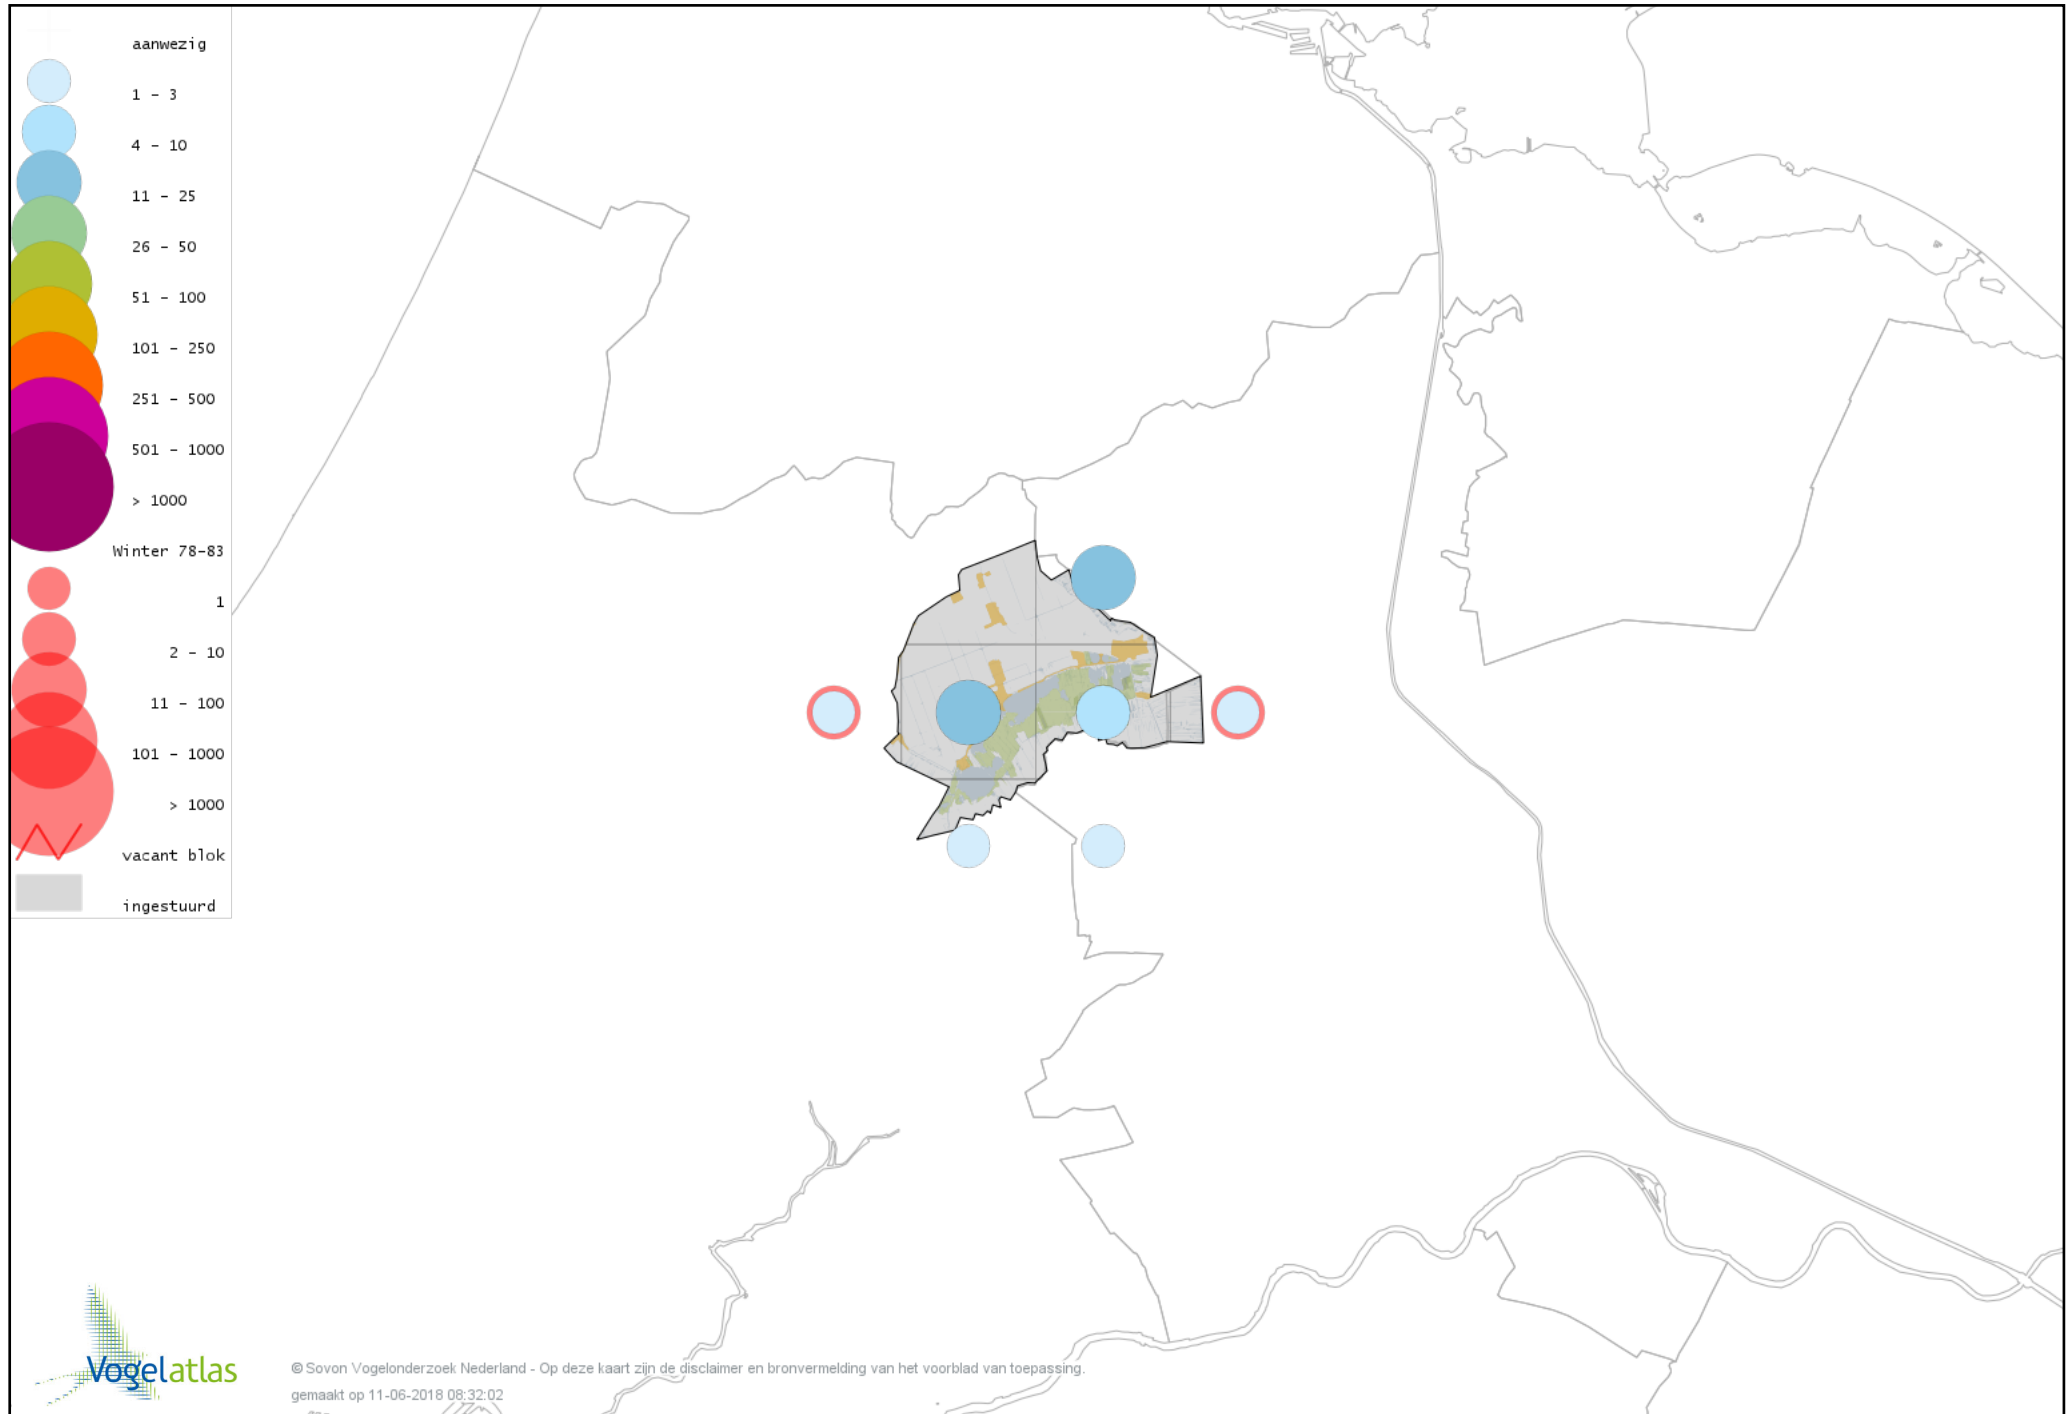 aanwezig
1 - 3
4 - 10
11 - 25
26 - 50
51 - 100
101 - 250
251 - 500
501 - 1000
> 1000
Winter 78-83
1
2 - 10
11 - 100
101 - 1000
> 1000
vacant blok
ingestuurd
Vogelatlas
© Sovon Vogelonderzoek Nederland - Op deze kaart zijn de disclaimer en bronvermelding van het voorblad van toepassing.
gemaakt op 11-06-2018 08:32:02